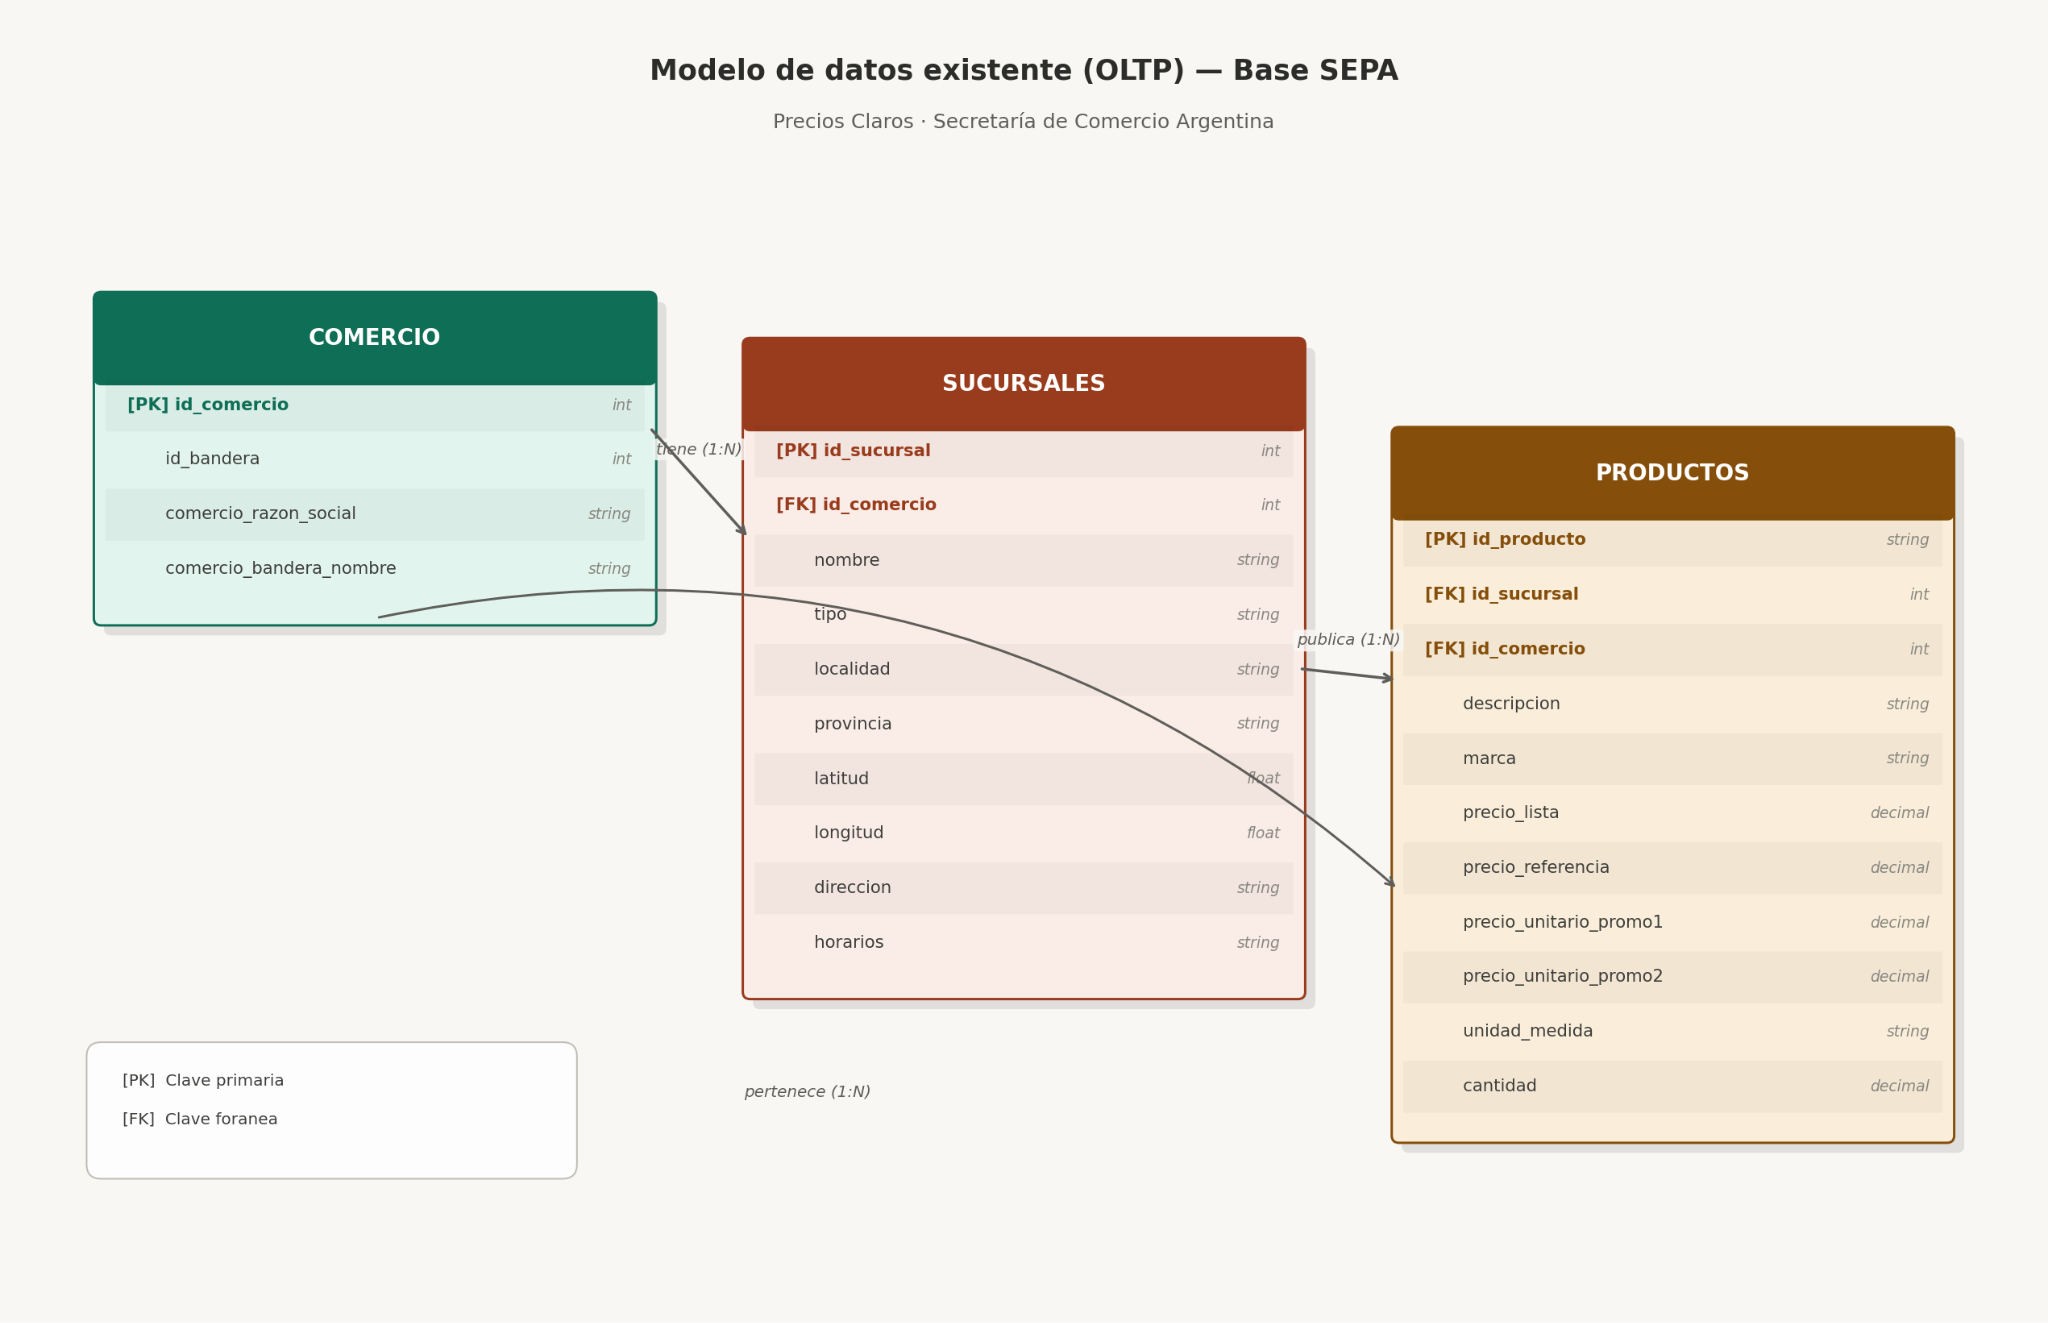 Modelo de datos existente (OLTP) — Base SEPA
Precios Claros · Secretaría de Comercio Argentina
COMERCIO
[PK] id_comercio int
id_bandera int
comercio_razon_social string
comercio_bandera_nombre string
tiene (1:N)
SUCURSALES
[PK] id_sucursal int
[FK] id_comercio int
nombre string
tipo string
localidad string
provincia string
latitud float
longitud float
direccion string
horarios string
publica (1:N)
PRODUCTOS
[PK] id_producto string
[FK] id_sucursal int
[FK] id_comercio int
descripcion string
marca string
precio_lista decimal
precio_referencia decimal
precio_unitario_promo1 decimal
precio_unitario_promo2 decimal
unidad_medida string
cantidad decimal
pertenece (1:N)
[PK] Clave primaria
[FK] Clave foranea